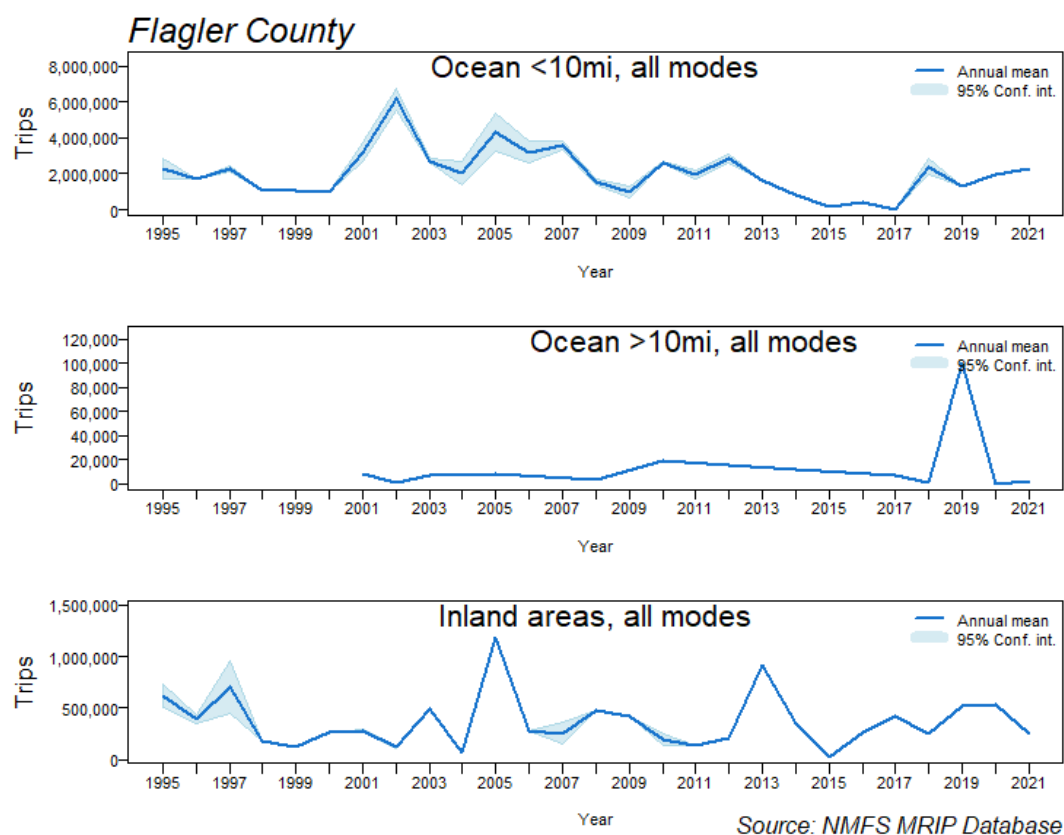 Flagler County
Ocean <10mi, all modes
Annual mean
95% Conf. int.
Trips
8,000,000
6,000,000
4,000,000
2,000,000
0
1995 1997 1999 2001 2003 2005 2007 2009 2011 2013 2015 2017 2019 2021
Year
Ocean >10mi, all modes
Annual mean
95% Conf. int.
Trips
120,000
100,000
80,000
60,000
40,000
20,000
0
1995 1997 1999 2001 2003 2005 2007 2009 2011 2013 2015 2017 2019 2021
Year
Inland areas, all modes
Annual mean
95% Conf. int.
Trips
1,500,000
1,000,000
500,000
0
1995 1997 1999 2001 2003 2005 2007 2009 2011 2013 2015 2017 2019 2021
Year
Source: NMFS MRIP Database